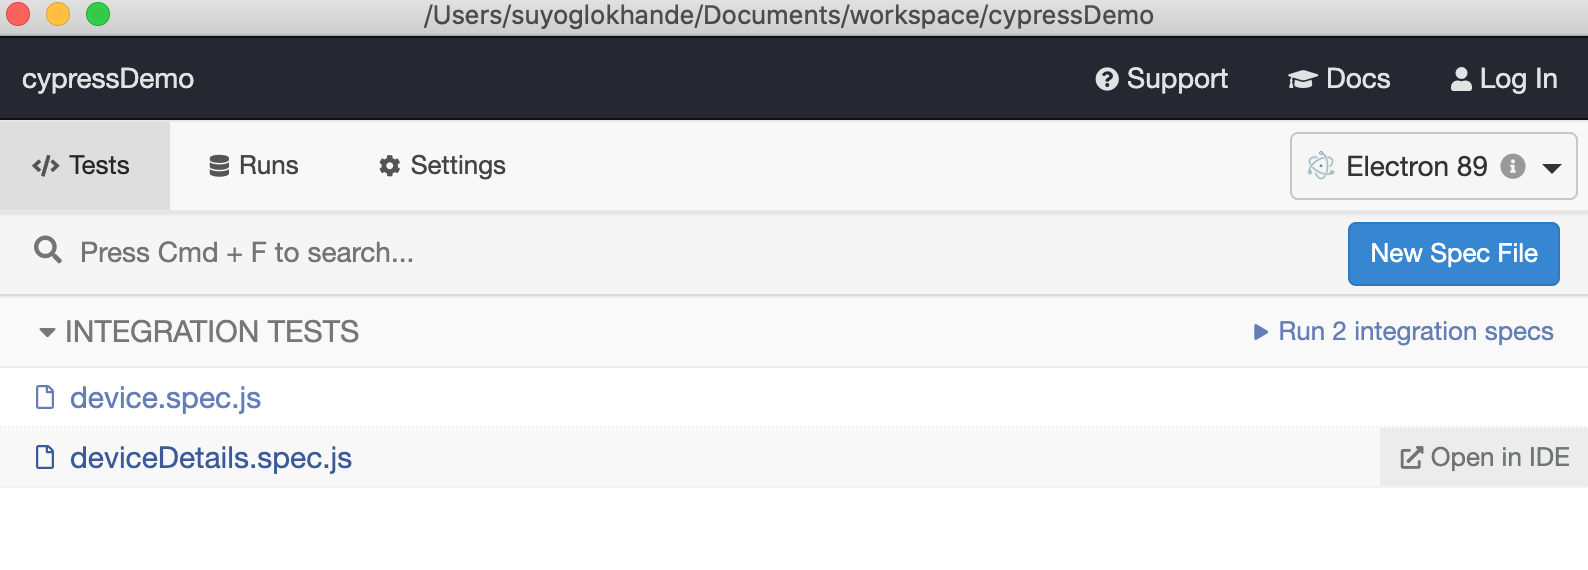 /Users/suyoglokhande/Documents/workspace/cypressDemo
cypressDemo Support Docs Log In
Tests Runs Settings Electron 89
Press Cmd + F to search... New Spec File
INTEGRATION TESTS Run 2 integration specs
device.spec.js
deviceDetails.spec.js Open in IDE